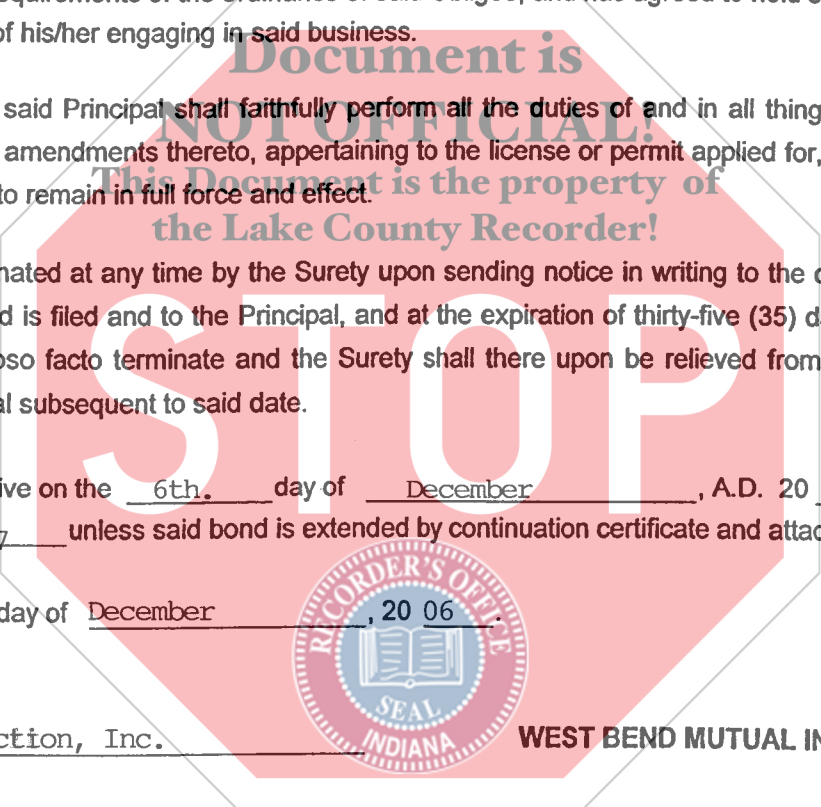 of his/her engaging in said business.
Document is
said Principal shall faithfully perform all the duties of and in all thing
NOT OFFICIAL!
amendments thereto, appertaining to the license or permit applied for,
This Document is the property of
to remain in full force and effect.
the Lake County Recorder!
nated at any time by the Surety upon sending notice in writing to the
d is filed and to the Principal, and at the expiration of thirty-five (35) d
STOP
oso facto terminate and the Surety shall there upon be relieved from
al subsequent to said date.
ive on the 6th. day of December , A.D. 20
7 unless said bond is extended by continuation certificate and attac
RECORDER'S OFFICE
day of December , 20 06 .
SEAL
INDIANA
ction, Inc. WEST BEND MUTUAL IN